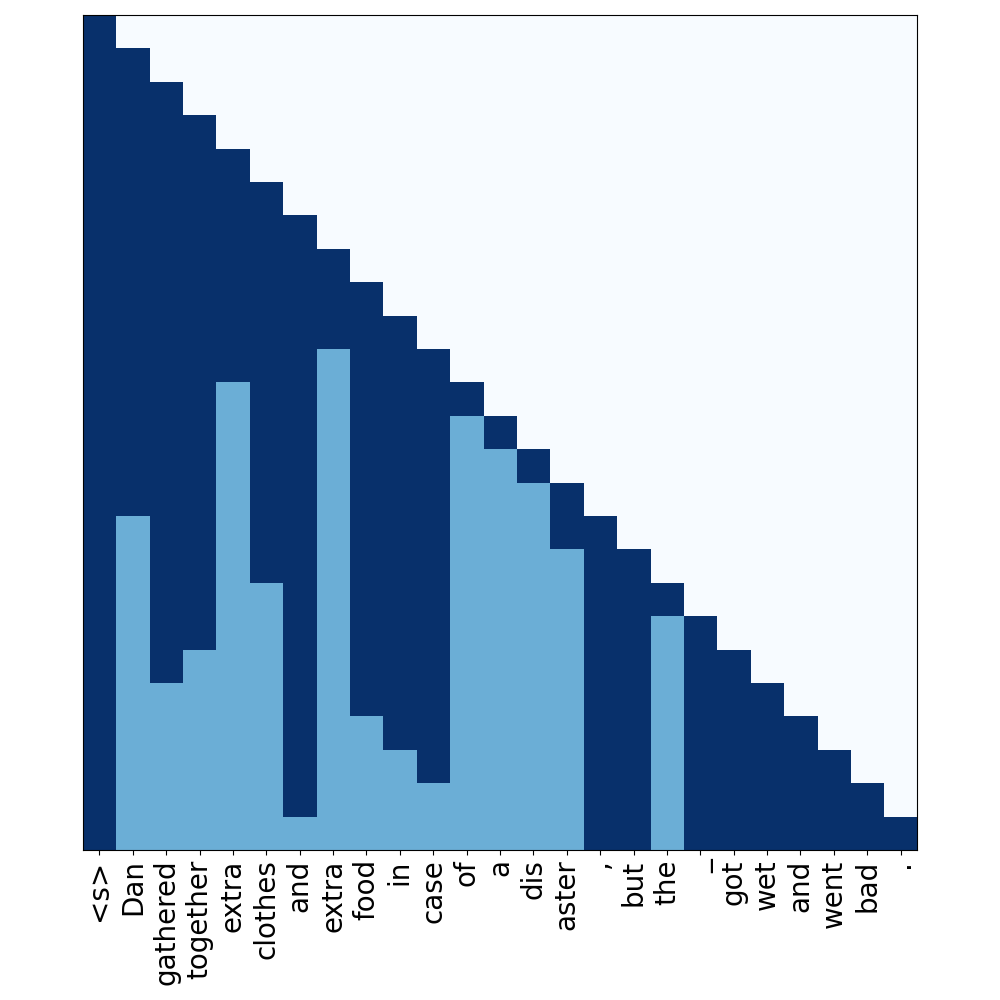 <s>
Dan
gathered
together
extra
clothes
and
extra
food
in
case
of
a
dis
aster
,
but
the
_
got
wet
and
went
bad
.